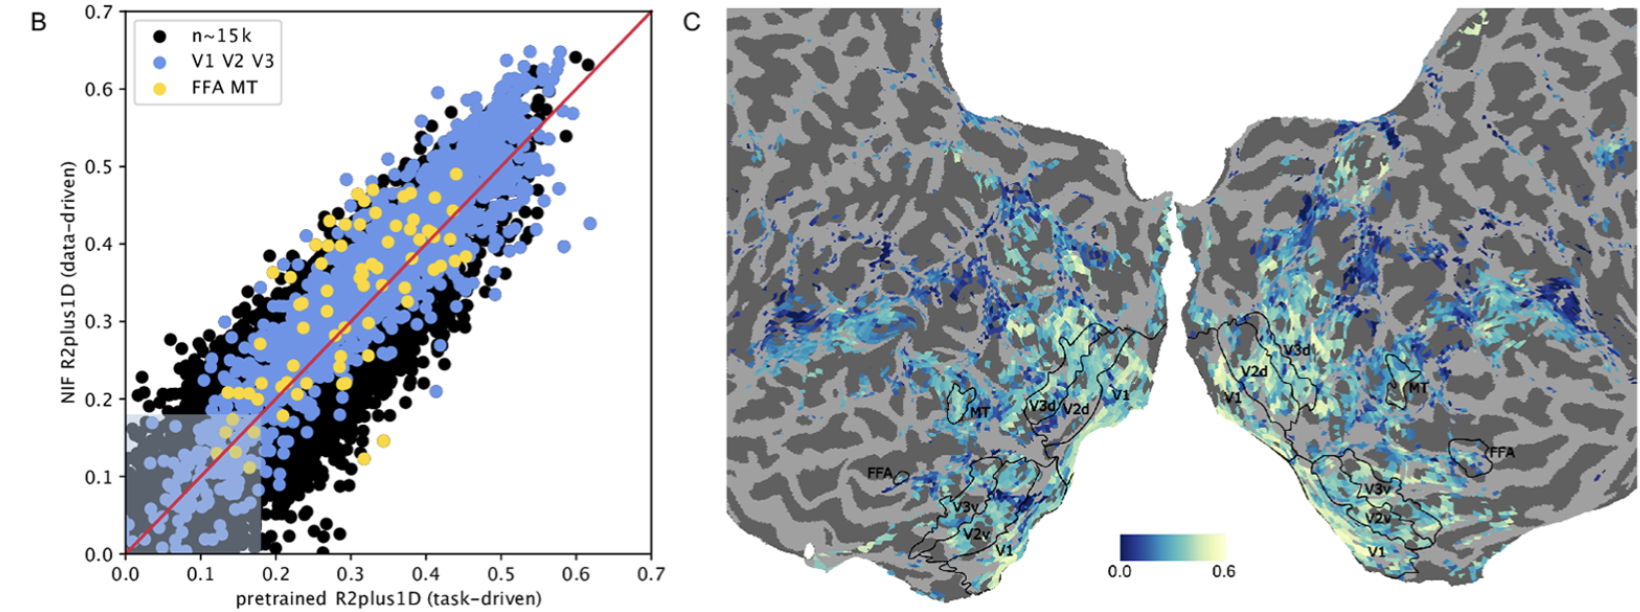 B
0.7
0.6
0.5
0.4
0.3
0.2
0.1
0.0
NIF R2plus1D (data-driven)
n~15k
V1 V2 V3
FFA MT
0.0 0.1 0.2 0.3 0.4 0.5 0.6 0.7
pretrained R2plus1D (task-driven)
C
MT
V3d
V2d
V1
FFA
V3v
V2v
V1
V3d
V2d
V1
MT
FFA
V3v
V2v
V1
0.0 0.6